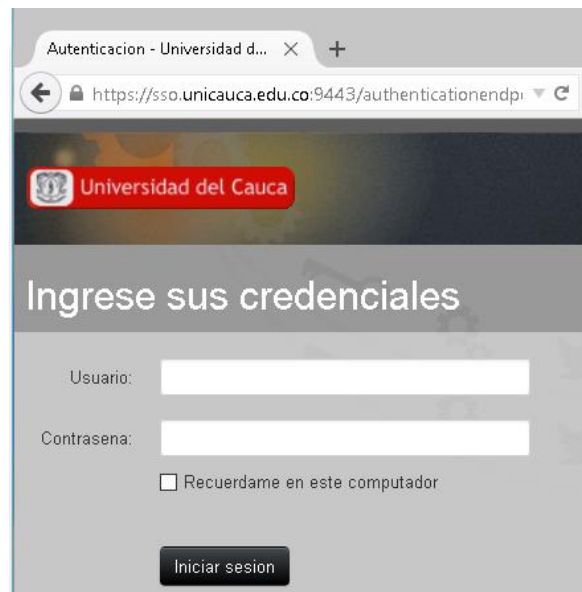 Autenticacion - Universidad d...
https://sso.unicauca.edu.co:9443/authenticationendp
Universidad del Cauca
Ingrese sus credenciales
Usuario:
Contrasena:
Recuerdame en este computador
Iniciar sesion